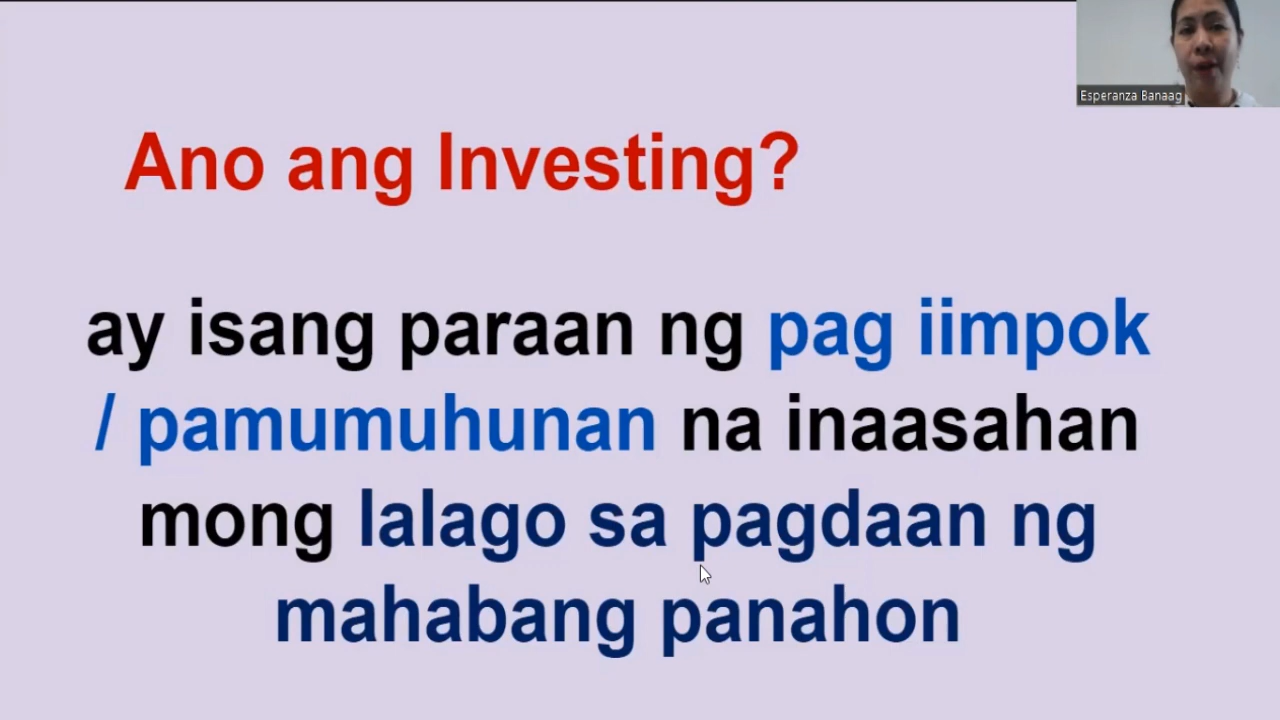 Esperanza Banaag
Ano ang Investing?
ay isang paraan ng pag iimpok
/ pamumuhunan na inaasahan
mong lalago sa pagdaan ng
mahabang panahon